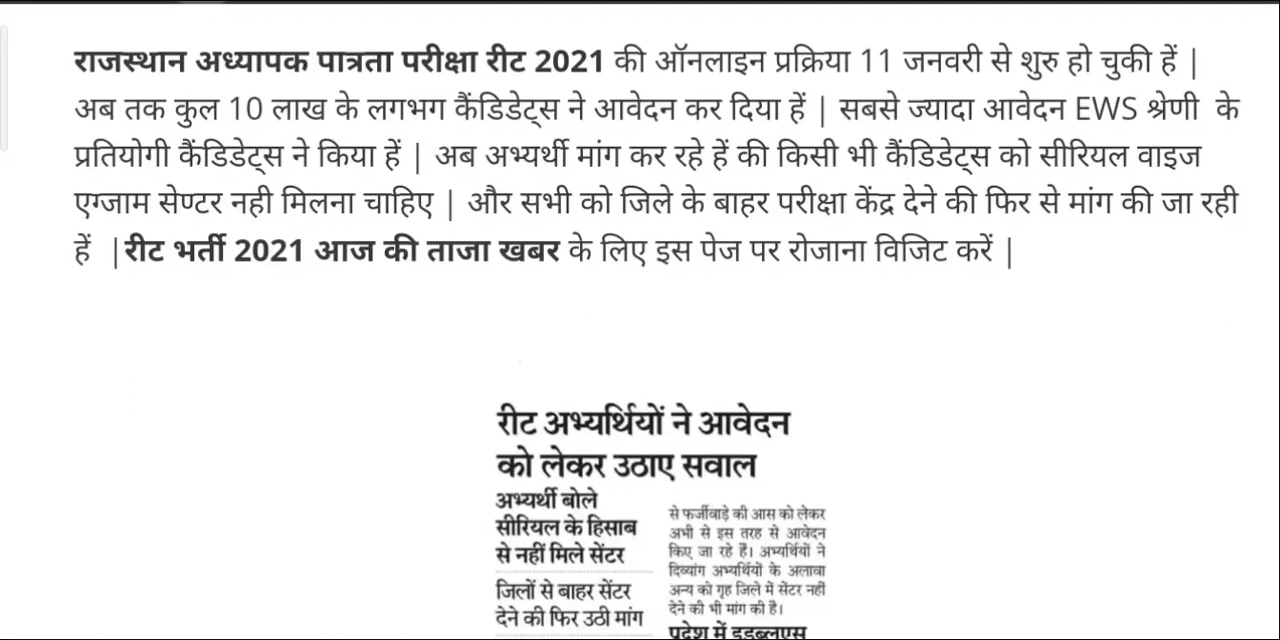 राजस्थान अध्यापक पात्रता परीक्षा रीट 2021 की ऑनलाइन प्रक्रिया 11 जनवरी से शुरु हो चुकी हें |
अब तक कुल 10 लाख के लगभग कैंडिडेट्स ने आवेदन कर दिया हें | सबसे ज्यादा आवेदन EWS श्रेणी के
प्रतियोगी कैंडिडेट्स ने किया हें | अब अभ्यर्थी मांग कर रहे हें की किसी भी कैंडिडेट्स को सीरियल वाइज
एग्जाम सेण्टर नही मिलना चाहिए | और सभी को जिले के बाहर परीक्षा केंद्र देने की फिर से मांग की जा रही
हें |रीट भर्ती 2021 आज की ताजा खबर के लिए इस पेज पर रोजाना विजिट करें |
रीट अभ्यर्थियों ने आवेदन
को लेकर उठाए सवाल
अभ्यर्थी बोले
सीरियल के हिसाब
से नहीं मिले सेंटर
जिलों से बाहर सेंटर
देने की फिर उठी मांग
से फर्जीवाड़े की आस को लेकर
अभी से इस तरह से आवेदन
किए जा रहे हैं। अभ्यर्थियों ने
दिव्यांग अभ्यर्थियों के अलावा
अन्य को गृह जिले में सेंटर नहीं
देने की भी मांग की है।
प्रदेश में ईडब्लूएस